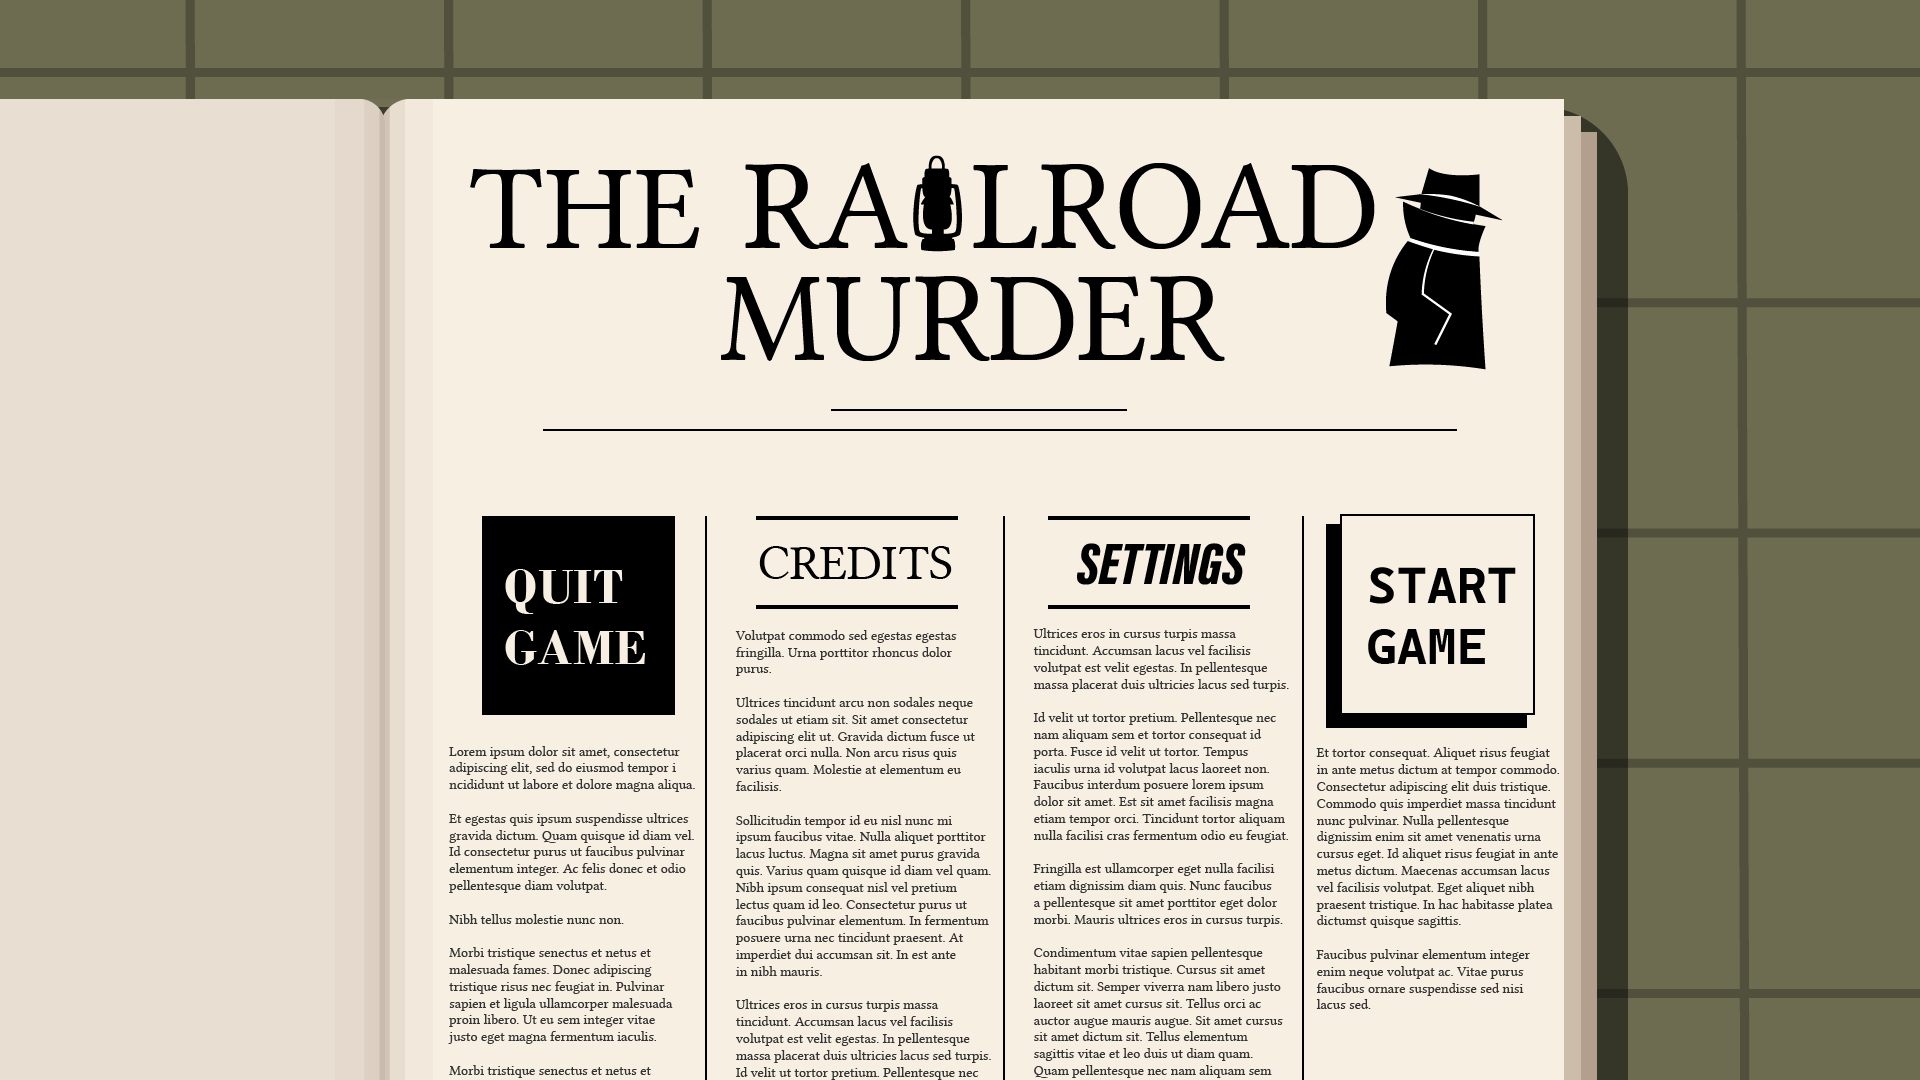 THE RAILROAD
MURDER
QUIT
GAME
Lorem ipsum dolor sit amet, consectetur
adipiscing elit, sed do eiusmod tempor i
ncididunt ut labore et dolore magna aliqua.
Et egestas quis ipsum suspendisse ultrices
gravida dictum. Quam quisque id diam vel.
Id consectetur purus ut faucibus pulvinar
elementum integer. Ac felis donec et odio
pellentesque diam volutpat.
Nibh tellus molestie nunc non.
Morbi tristique senectus et netus et
malesuada fames. Donec adipiscing
tristique risus nec feugiat in. Pulvinar
sapien et ligula ullamcorper malesuada
proin libero. Ut eu sem integer vitae
justo eget magna fermentum iaculis.
Morbi tristique senectus et netus et
CREDITS
Volutpat commodo sed egestas egestas
fringilla. Urna porttitor rhoncus dolor
purus.
Ultrices tincidunt arcu non sodales neque
sodales ut etiam sit. Sit amet consectetur
adipiscing elit ut. Gravida dictum fusce ut
placerat orci nulla. Non arcu risus quis
varius quam. Molestie at elementum eu
facilisis.
Sollicitudin tempor id eu nisl nunc mi
ipsum faucibus vitae. Nulla aliquet porttitor
lacus luctus. Magna sit amet purus gravida
quis. Varius quam quisque id diam vel quam.
Nibh ipsum consequat nisl vel pretium
lectus quam id leo. Consectetur purus ut
faucibus pulvinar elementum. In fermentum
posuere urna nec tincidunt praesent. At
imperdiet dui accumsan sit. In est ante
in nibh mauris.
Ultrices eros in cursus turpis massa
tincidunt. Accumsan lacus vel facilisis
volutpat est velit egestas. In pellentesque
massa placerat duis ultricies lacus sed turpis.
Id velit ut tortor pretium. Pellentesque nec
SETTINGS
Ultrices eros in cursus turpis massa
tincidunt. Accumsan lacus vel facilisis
volutpat est velit egestas. In pellentesque
massa placerat duis ultricies lacus sed turpis.
Id velit ut tortor pretium. Pellentesque nec
nam aliquam sem et tortor consequat id
porta. Fusce id velit ut tortor. Tempus
iaculis urna id volutpat lacus laoreet non.
Faucibus interdum posuere lorem ipsum
dolor sit amet. Est sit amet facilisis magna
etiam tempor orci. Tincidunt tortor aliquam
nulla facilisi cras fermentum odio eu feugiat.
Fringilla est ullamcorper eget nulla facilisi
etiam dignissim diam quis. Nunc faucibus
a pellentesque sit amet porttitor eget dolor
morbi. Mauris ultrices eros in cursus turpis.
Condimentum vitae sapien pellentesque
habitant morbi tristique. Cursus sit amet
dictum sit. Semper viverra nam libero justo
laoreet sit amet cursus sit. Tellus orci ac
auctor augue mauris augue. Sit amet cursus
sit amet dictum sit. Tellus elementum
sagittis vitae et leo duis ut diam quam.
Quam pellentesque nec nam aliquam sem
START
GAME
Et tortor consequat. Aliquet risus feugiat
in ante metus dictum at tempor commodo.
Consectetur adipiscing elit duis tristique.
Commodo quis imperdiet massa tincidunt
nunc pulvinar. Nulla pellentesque
dignissim enim sit amet venenatis urna
cursus eget. Id aliquet risus feugiat in ante
metus dictum. Maecenas accumsan lacus
vel facilisis volutpat. Eget aliquet nibh
praesent tristique. In hac habitasse platea
dictumst quisque sagittis.
Faucibus pulvinar elementum integer
enim neque volutpat ac. Vitae purus
faucibus ornare suspendisse sed nisi
lacus sed.